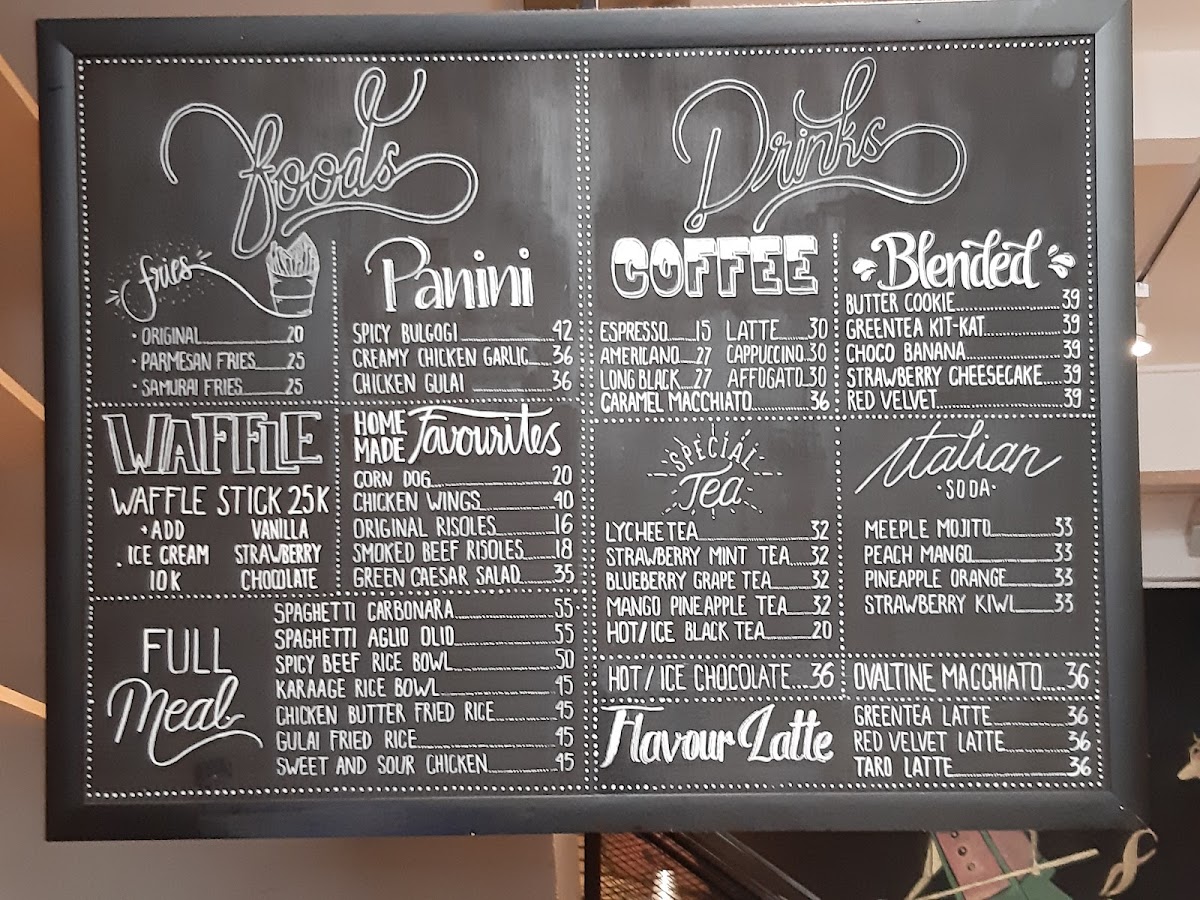 foods
fries
• ORIGINAL 20
• PARMESAN FRIES 25
• SAMURAI FRIES 25
Panini
SPICY BULGOGI 42
CREAMY CHICKEN GARLIC 36
CHICKEN GULAI 36
WAFFLE
WAFFLE STICK 25K
+ADD
. ICE CREAM
10K
VANILLA
STRAWBERRY
CHOCOLATE
HOME MADE Favourites
CORN DOG 20
CHICKEN WINGS 40
ORIGINAL RISOLES 16
SMOKED BEEF RISOLES 18
GREEN CAESAR SALAD 35
FULL
Meal
SPAGHETTI CARBONARA 55
SPAGHETTI AGLIO OLIO 55
SPICY BEEF RICE BOWL 50
KARAAGE RICE BOWL 45
CHICKEN BUTTER FRIED RICE 45
GULAI FRIED RICE 45
SWEET AND SOUR CHICKEN 45
Drinks
COFFEE
ESPRESSO 15 LATTE 30
AMERICANO 27 CAPPUCCINO 30
LONG BLACK 27 AFFOGATO 30
CARAMEL MACCHIATO 36
Blended
BUTTER COOKIE 39
GREENTEA KIT-KAT 39
CHOCO BANANA 39
STRAWBERRY CHEESECAKE 39
RED VELVET 39
SPECIAL
Tea
LYCHEE TEA 32
STRAWBERRY MINT TEA 32
BLUEBERRY GRAPE TEA 32
MANGO PINEAPPLE TEA 32
HOT/ICE BLACK TEA 20
Italian
·SODA·
MEEPLE MOJITO 33
PEACH MANGO 33
PINEAPPLE ORANGE 33
STRAWBERRY KIWI 33
HOT / ICE CHOCOLATE 36
OVALTINE MACCHIATO 36
Flavour Latte
GREENTEA LATTE 36
RED VELVET LATTE 36
TARO LATTE 36